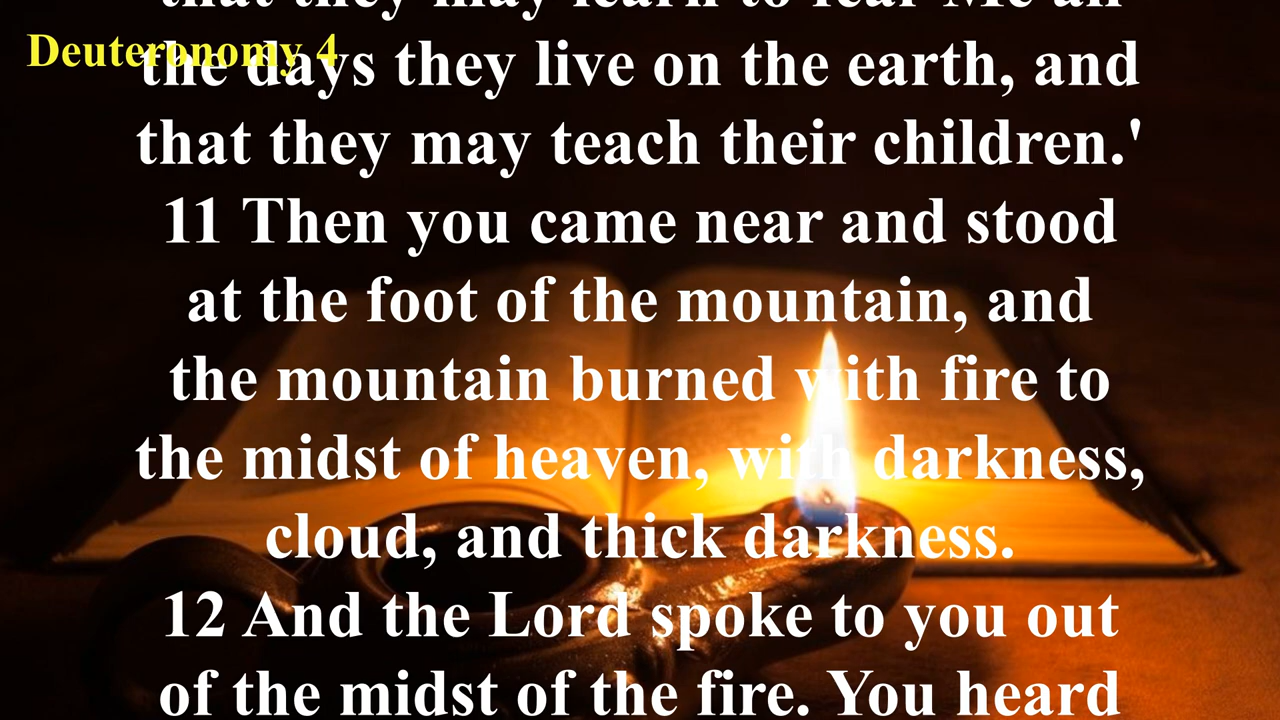 that they may learn to fear Me all
Deuteronomy 4
the days they live on the earth, and
that they may teach their children.'
11 Then you came near and stood
at the foot of the mountain, and
the mountain burned with fire to
the midst of heaven, with darkness,
cloud, and thick darkness.
12 And the Lord spoke to you out
of the midst of the fire. You heard